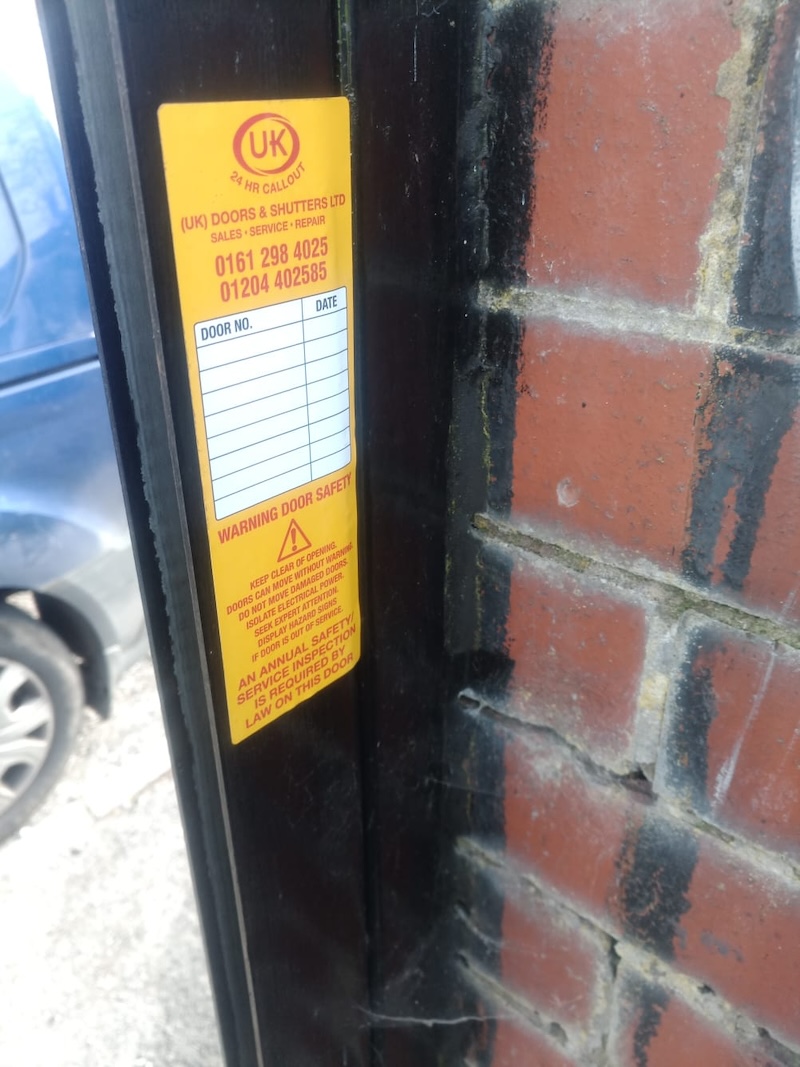 UK
24 HR CALLOUT
(UK) DOORS & SHUTTERS LTD
SALES • SERVICE • REPAIR
0161 298 4025
01204 402585
DOOR NO. DATE
WARNING DOOR SAFETY
KEEP CLEAR OF OPENING.
DOORS CAN MOVE WITHOUT WARNING.
DO NOT MOVE DAMAGED DOORS.
ISOLATE ELECTRICAL POWER.
SEEK EXPERT ATTENTION.
DISPLAY HAZARD SIGNS
IF DOOR IS OUT OF SERVICE.
AN ANNUAL SAFETY/
SERVICE INSPECTION
IS REQUIRED BY
LAW ON THIS DOOR